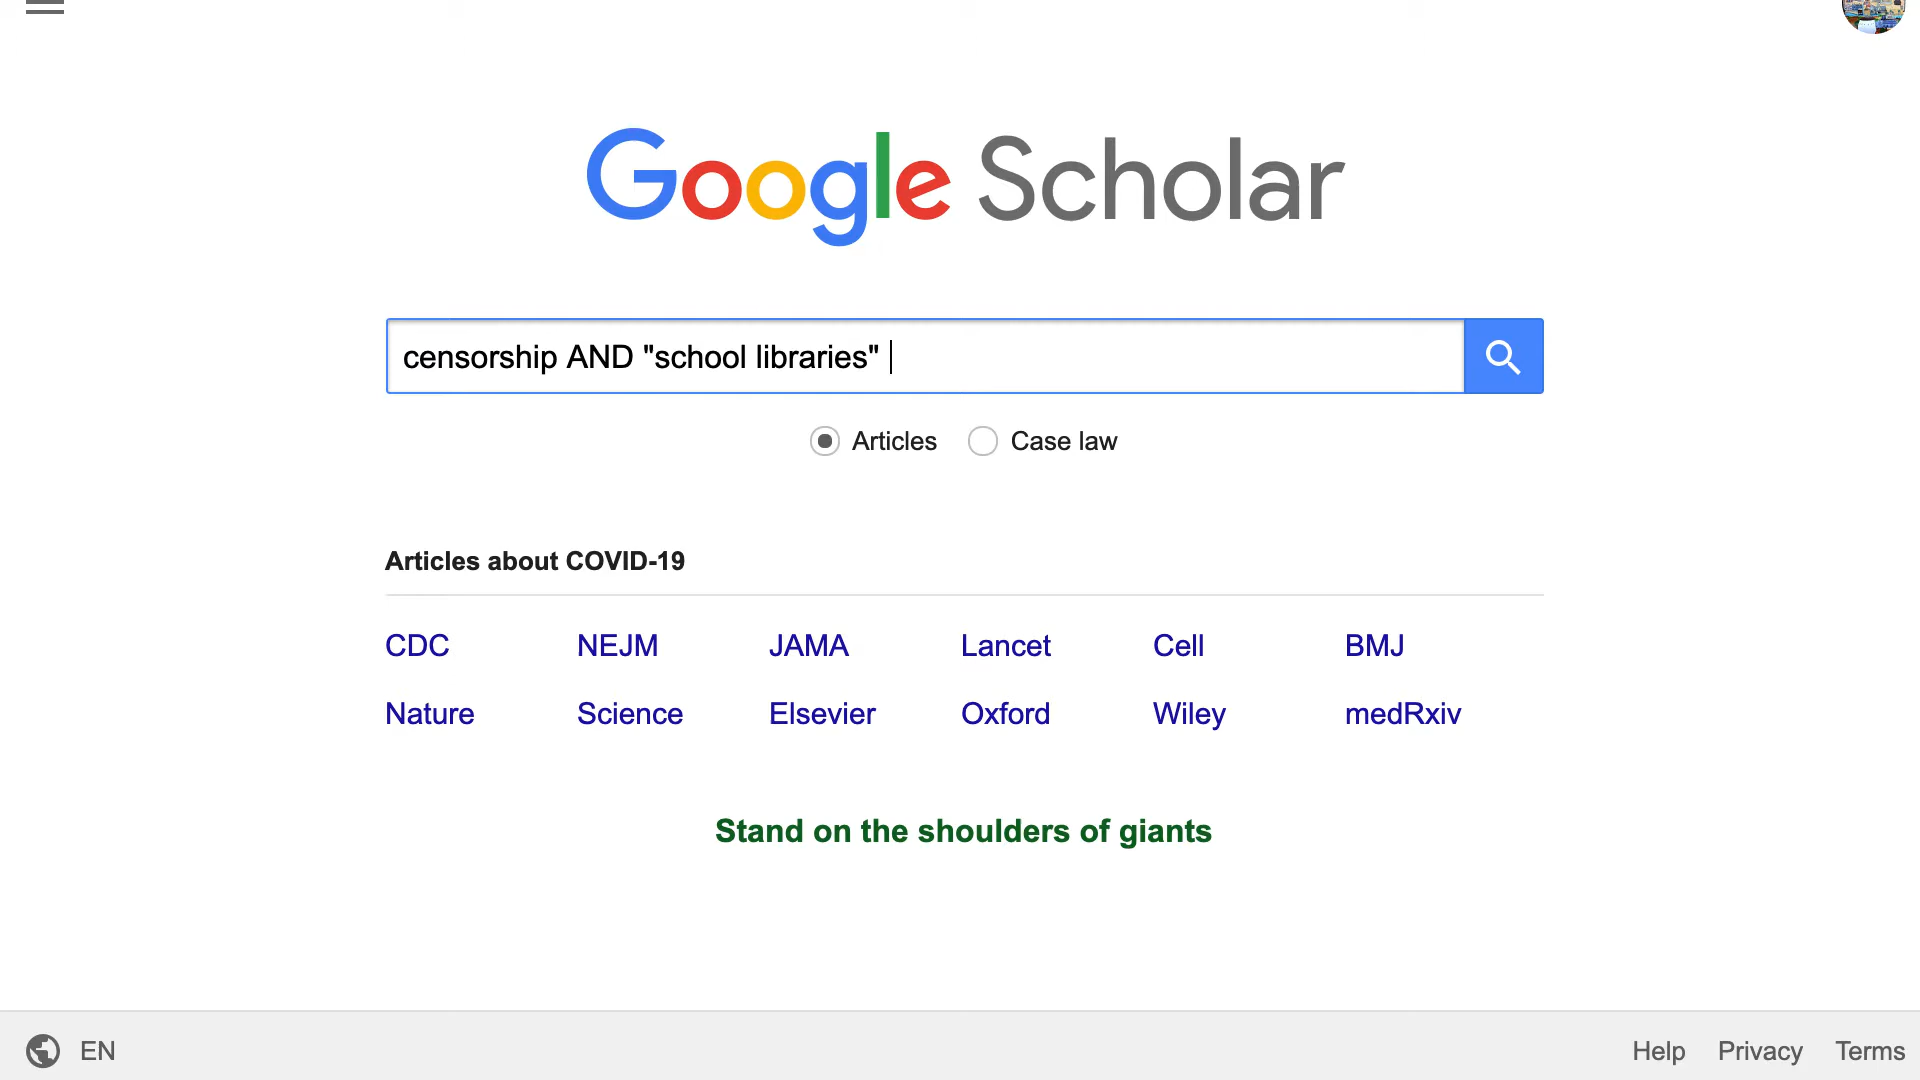 Google Scholar
censorship AND "school libraries"
Articles Case law
Articles about COVID-19
CDC NEJM JAMA Lancet Cell BMJ
Nature Science Elsevier Oxford Wiley medRxiv
Stand on the shoulders of giants
EN Help Privacy Terms